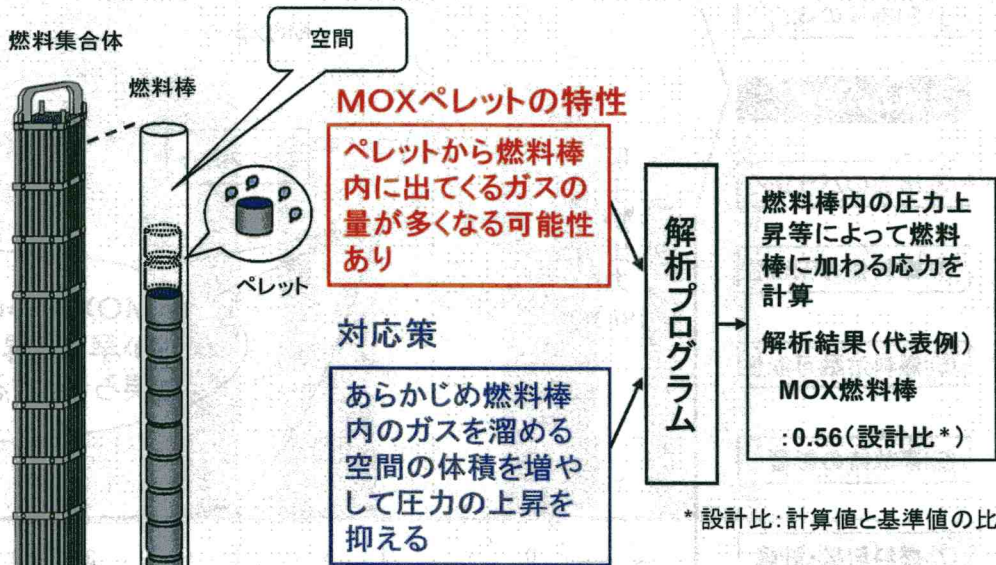 燃料集合体
燃料棒
空間
ペレット
MOXペレットの特性
ペレットから燃料棒
内に出てくるガスの
量が多くなる可能性
あり
対応策
あらかじめ燃料棒
内のガスを溜める
空間の体積を増や
して圧力の上昇を
抑える
解析プログラム
燃料棒内の圧力上
昇等によって燃料
棒に加わる応力を
計算
解析結果(代表例)
MOX燃料棒
:0.56(設計比*)
*設計比:計算値と基準値の比